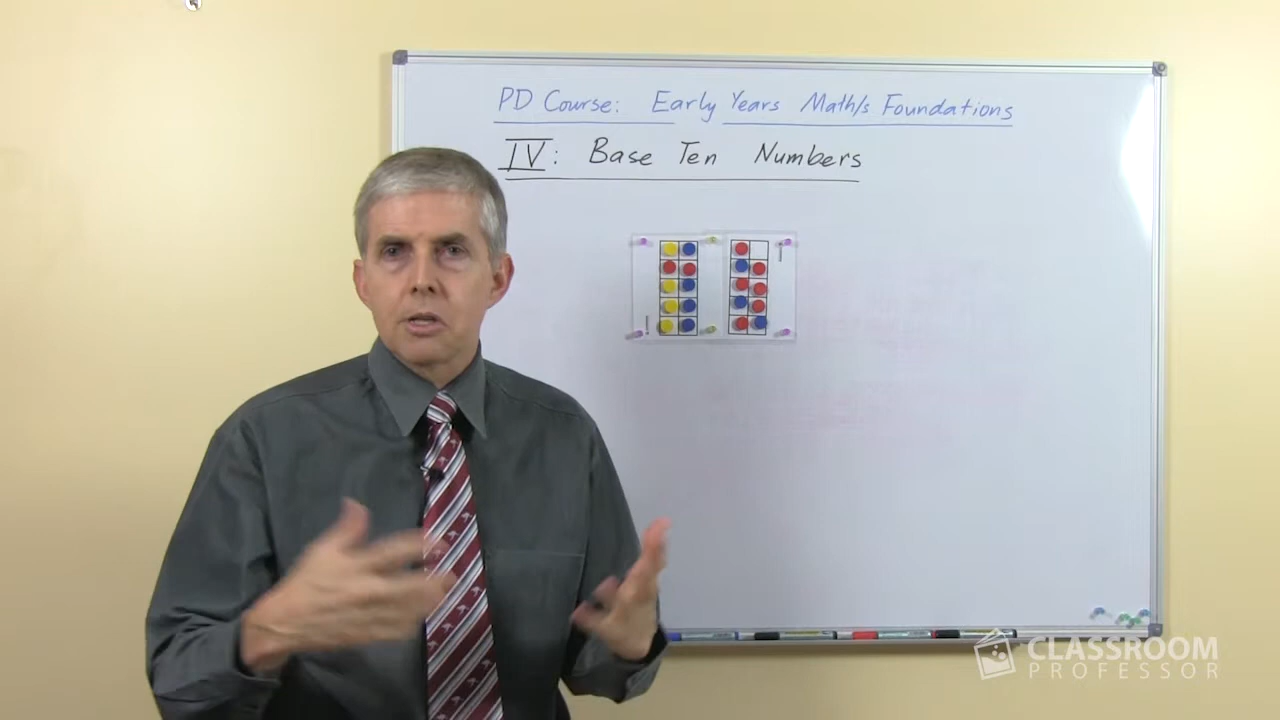 PD Course: Early Years Math/s Foundations
IV: Base Ten Numbers
CLASSROOM
PROFESSOR